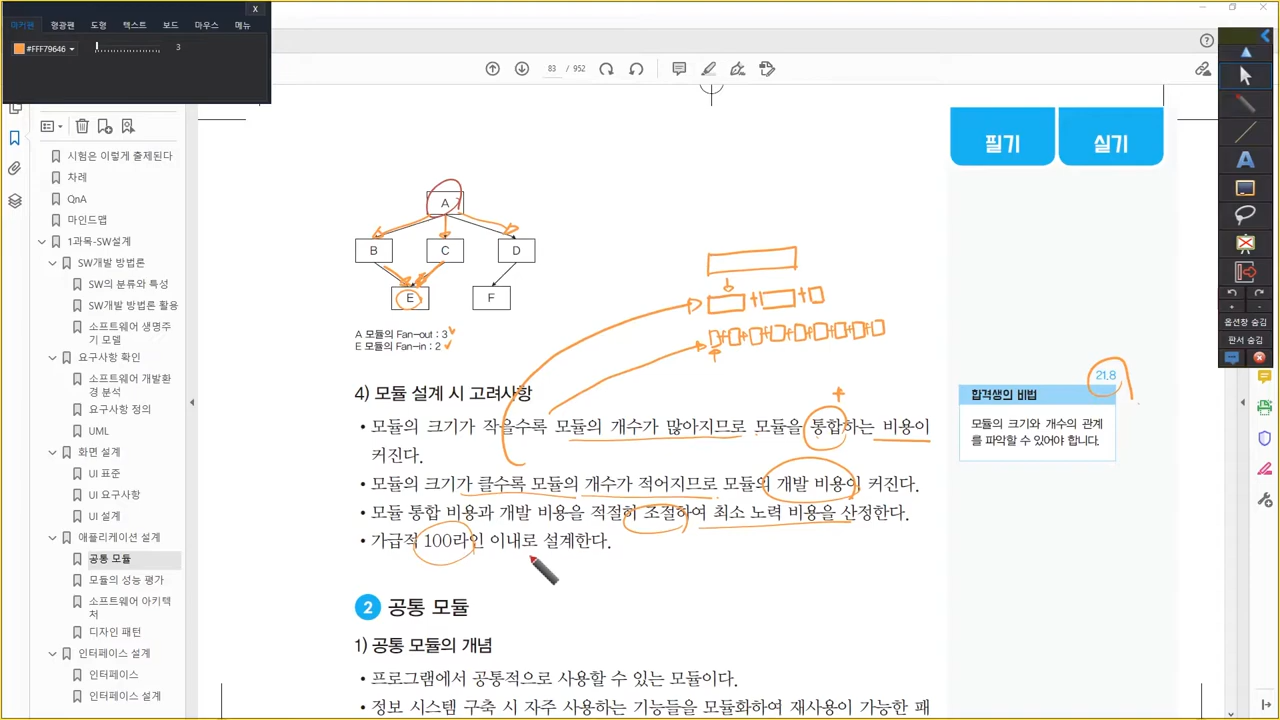 X
미키펜 형광펜 도형 텍스트 보드 마우스 메뉴
#FFF79646 3
83 / 952
시험은 이렇게 출제된다
차례
QnA
마인드맵
1과목-SW설계
SW개발 방법론
SW의 분류와 특성
SW개발 방법론 활용
소프트웨어 생명주
기 모델
요구사항 확인
소프트웨어 개발환
경 분석
요구사항 정의
UML
화면 설계
UI 표준
UI 요구사항
UI 설계
애플리케이션 설계
공통 모듈
모듈의 성능 평가
소프트웨어 아키텍
처
디자인 패턴
인터페이스 설계
인터페이스
인터페이스 설계
A
B C D
E F
A 모듈의 Fan-out : 3
E 모듈의 Fan-in : 2
4) 모듈 설계 시 고려사항
• 모듈의 크기가 작을수록 모듈의 개수가 많아지므로 모듈을 통합하는 비용이
커진다.
• 모듈의 크기가 클수록 모듈의 개수가 적어지므로 모듈의 개발 비용이 커진다.
• 모듈 통합 비용과 개발 비용을 적절히 조절하여 최소 노력 비용을 산정한다.
• 가급적 100라인 이내로 설계한다.
2 공통 모듈
1) 공통 모듈의 개념
• 프로그램에서 공통적으로 사용할 수 있는 모듈이다.
• 정보 시스템 구축 시 자주 사용하는 기능들을 모듈화하여 재사용이 가능한 패
필기 실기
21.8
합격생의 비법
모듈의 크기와 개수의 관계
를 파악할 수 있어야 합니다.
A
옵션창 숨김
판서 숨김